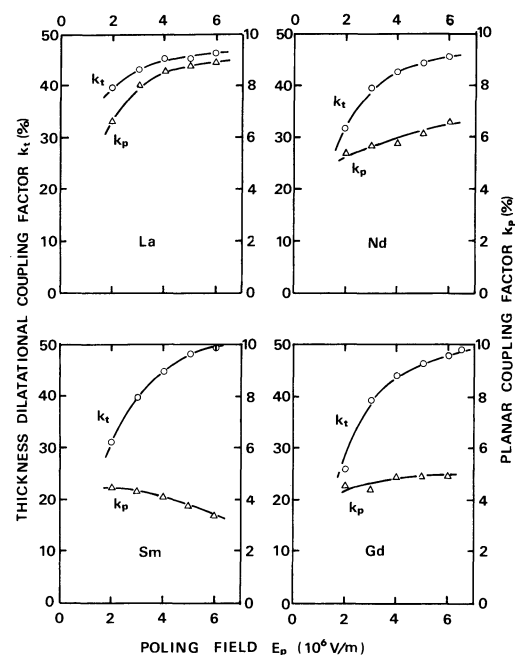 0 2 4 6
0 2 4 6
50 10 50 10
40 8 40 8
30 6 30 6
20 4 20 4
10 2 10 2
0 0 0 0
kt
kp
La
kt
kp
Nd
50 10 50 10
40 8 40 8
30 6 30 6
20 4 20 4
10 2 10 2
0 0 0 0
kt
kp
Sm
kt
kp
Gd
0 2 4 6
0 2 4 6
THICKNESS DILATATIONAL COUPLING FACTOR kt (%)
PLANAR COUPLING FACTOR kp (%)
POLING FIELD Ep (10⁶ V/m)